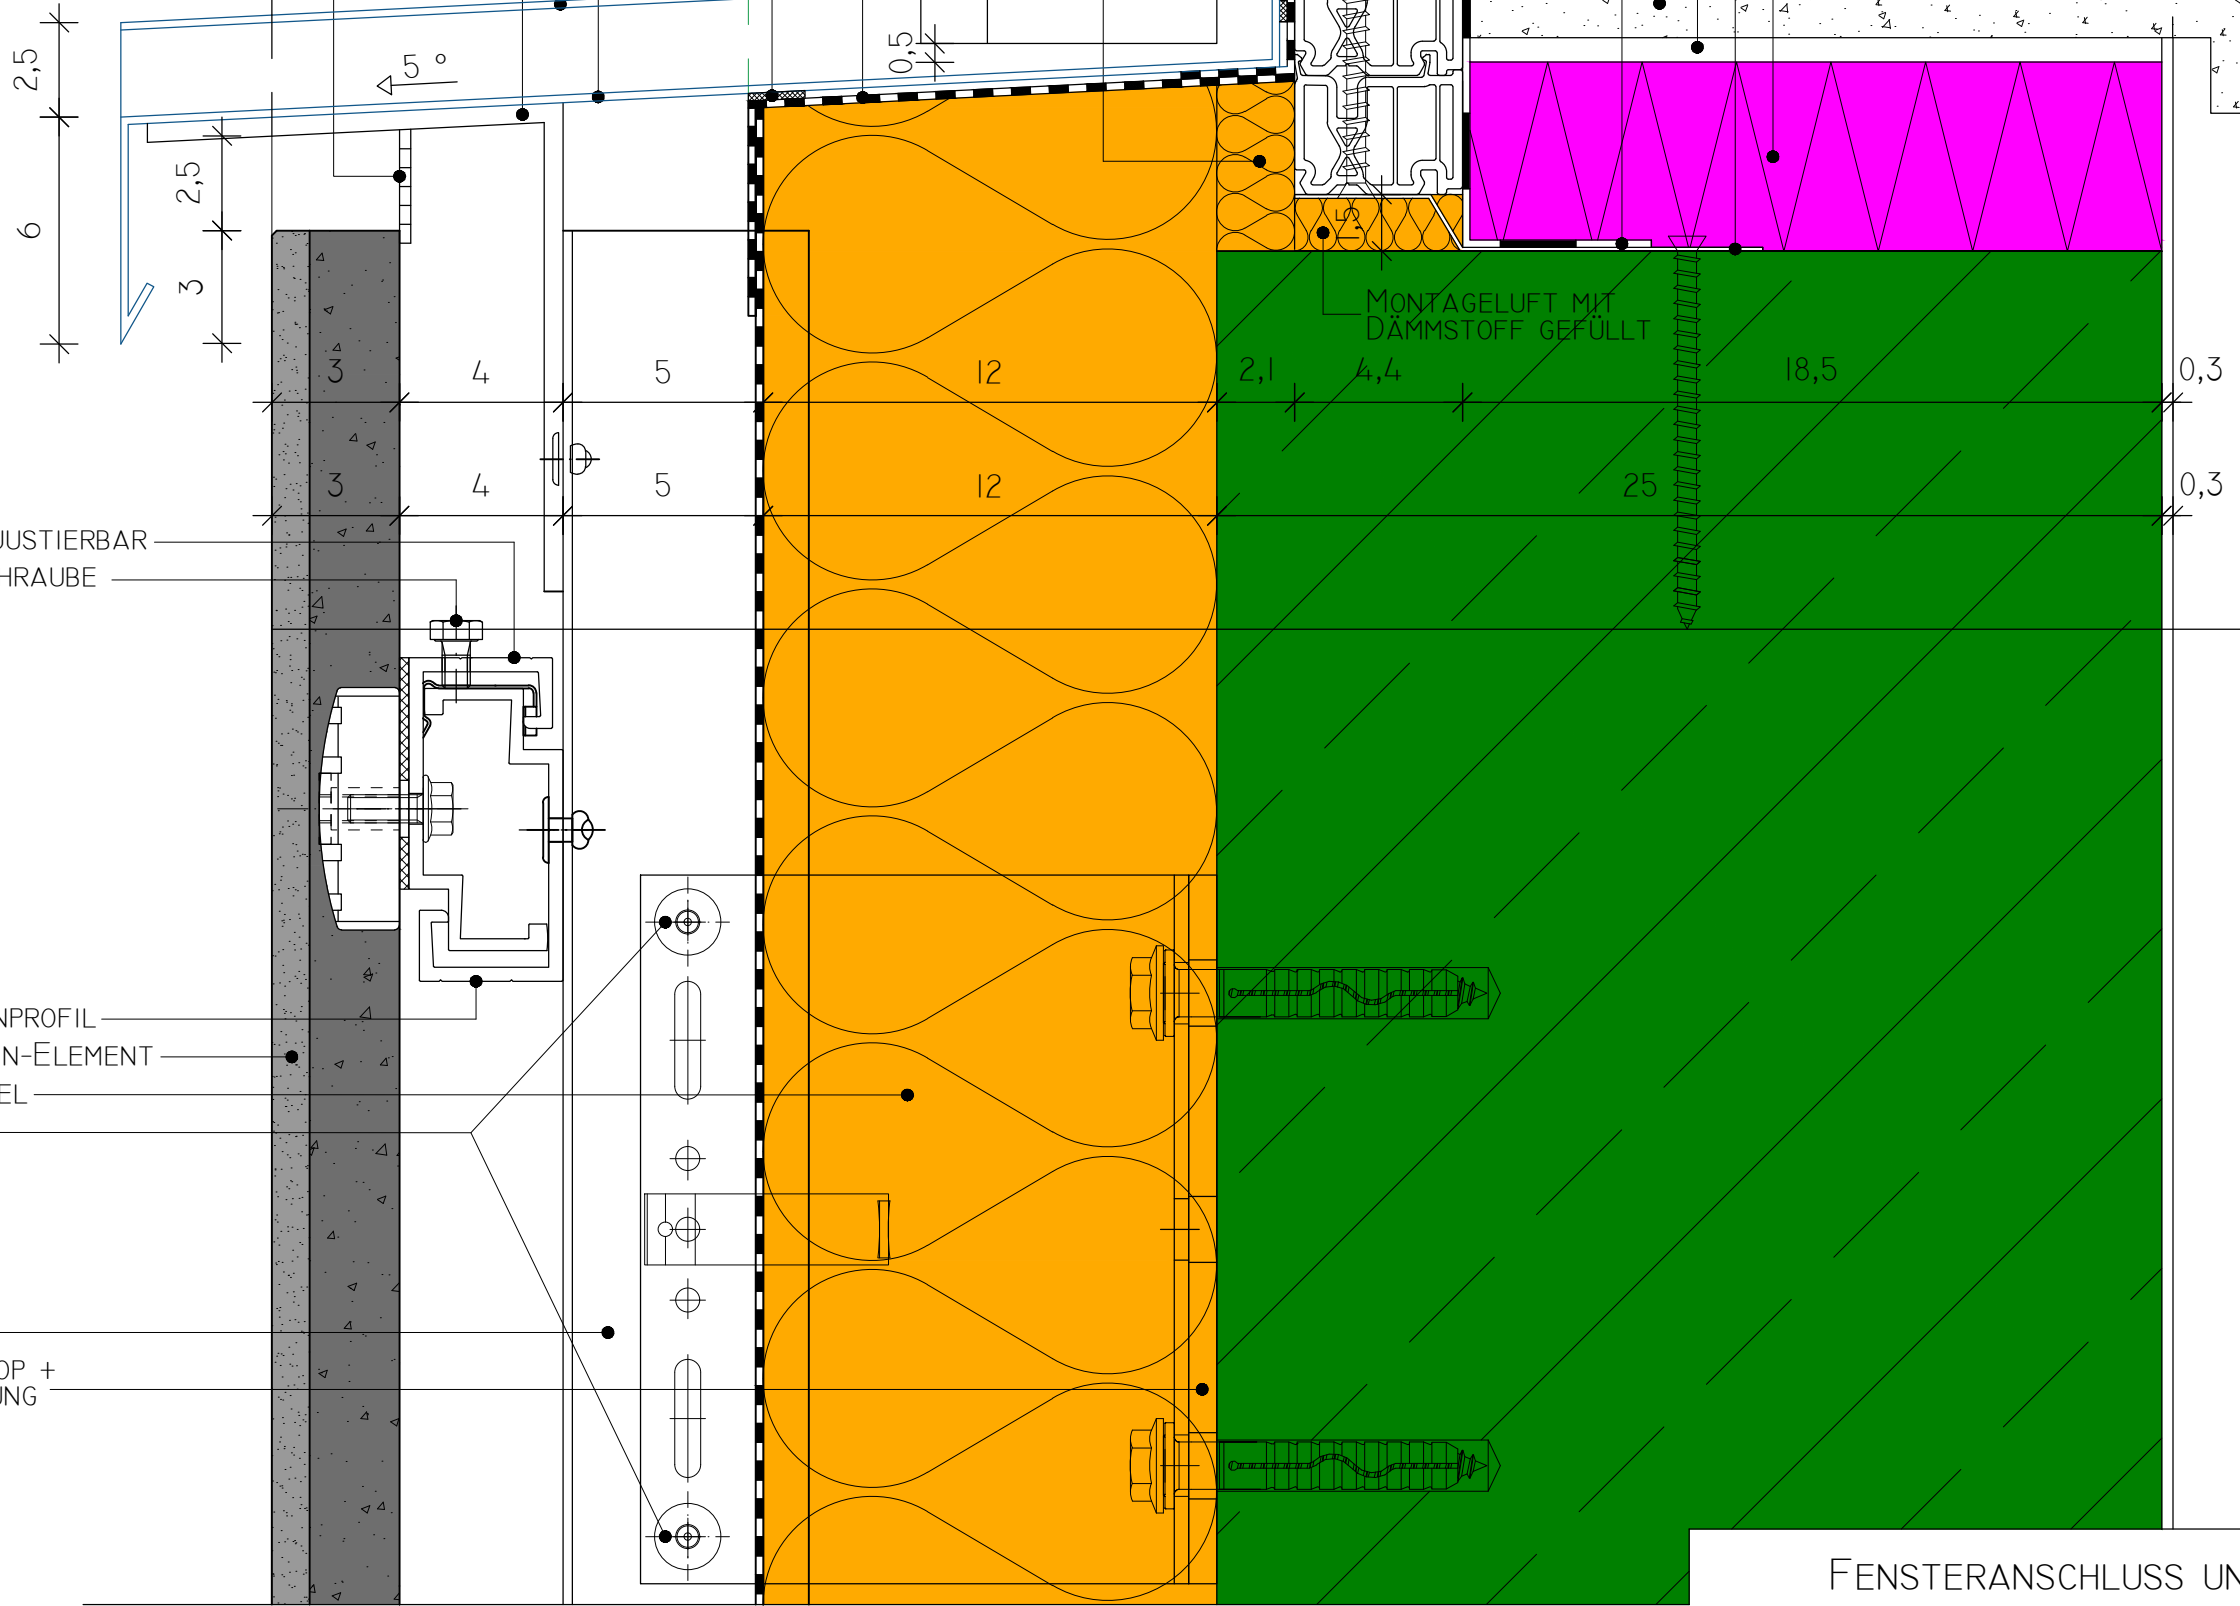 2,5
5 °
0,5
6
2,5
3
1,5
MONTAGELUFT MIT
DÄMMSTOFF GEFÜLLT
3 4 5 12 2,1 4,4 18,5 0,3
3 4 5 12 25 0,3
JUSTIERBAR
HRAUBE
NPROFIL
N-ELEMENT
EL
OP +
UNG
FENSTERANSCHLUSS UN